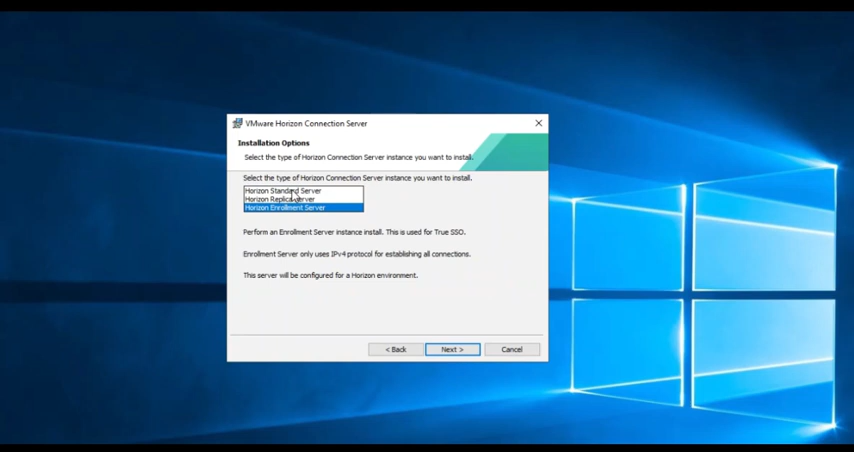 VMware Horizon Connection Server
Installation Options
Select the type of Horizon Connection Server instance you want to install.
Select the type of Horizon Connection Server instance you want to install.
Horizon Standard Server
Horizon Replica Server
Horizon Enrollment Server
Perform an Enrollment Server instance install. This is used for True SSO.
Enrollment Server only uses IPv4 protocol for establishing all connections.
This server will be configured for a Horizon environment.
< Back
Next >
Cancel